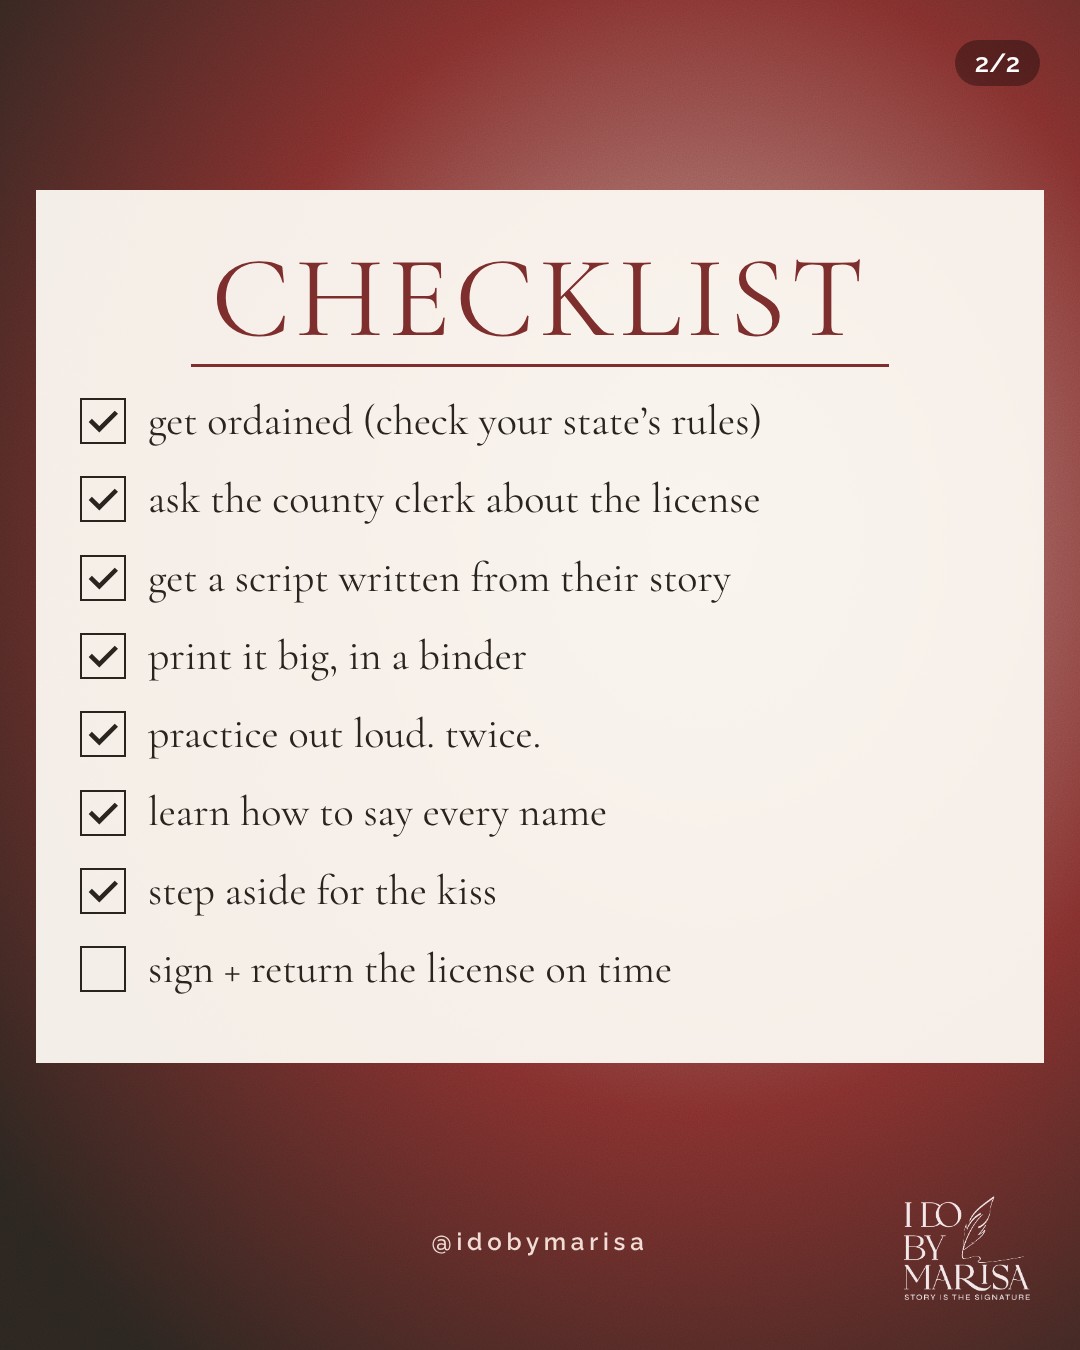 2/2
CHECKLIST
get ordained (check your state’s rules)
ask the county clerk about the license
get a script written from their story
print it big, in a binder
practice out loud. twice.
learn how to say every name
step aside for the kiss
sign + return the license on time
@idobymarisa
I DO
BY
MARISA
STORY IS THE SIGNATURE